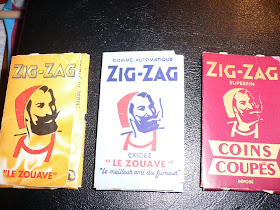 ZIG-ZAG
"LE ZOUAVE"
GOMMÉ AUTOMATIQUE
ZIG-ZAG
EXIGEZ
"LE ZOUAVE"
"Le meilleur ami du fumeur"
ZIG-ZAG
SUPERFIN
COINS
COUPÉS
DÉPOSÉ